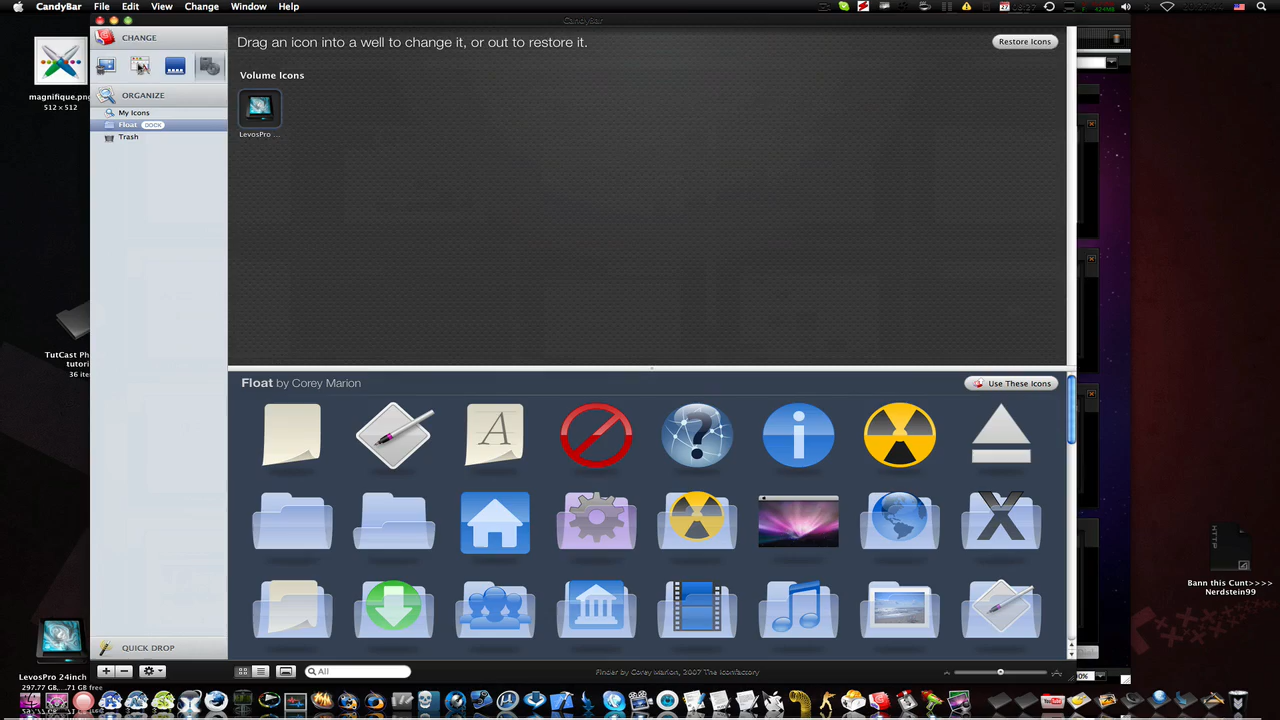 CandyBar File Edit View Change Window Help
CandyBar
CHANGE
Drag an icon into a well to change it, or out to restore it.
Restore Icons
Volume Icons
ORGANIZE
magnifique.png
512 × 512
My Icons
Float DOCK
Trash
LevosPro ...
TutCast Ph
tutori
36 ite
Float by Corey Marion
Use These Icons
A
?
i
X
HTTP
Bann this Cunt>>>>
Nerdstein99
QUICK DROP
All
Finder by Corey Marion, 2007 The Iconfactory
LevosPro 24inch
297.77 GB,...71 GB free